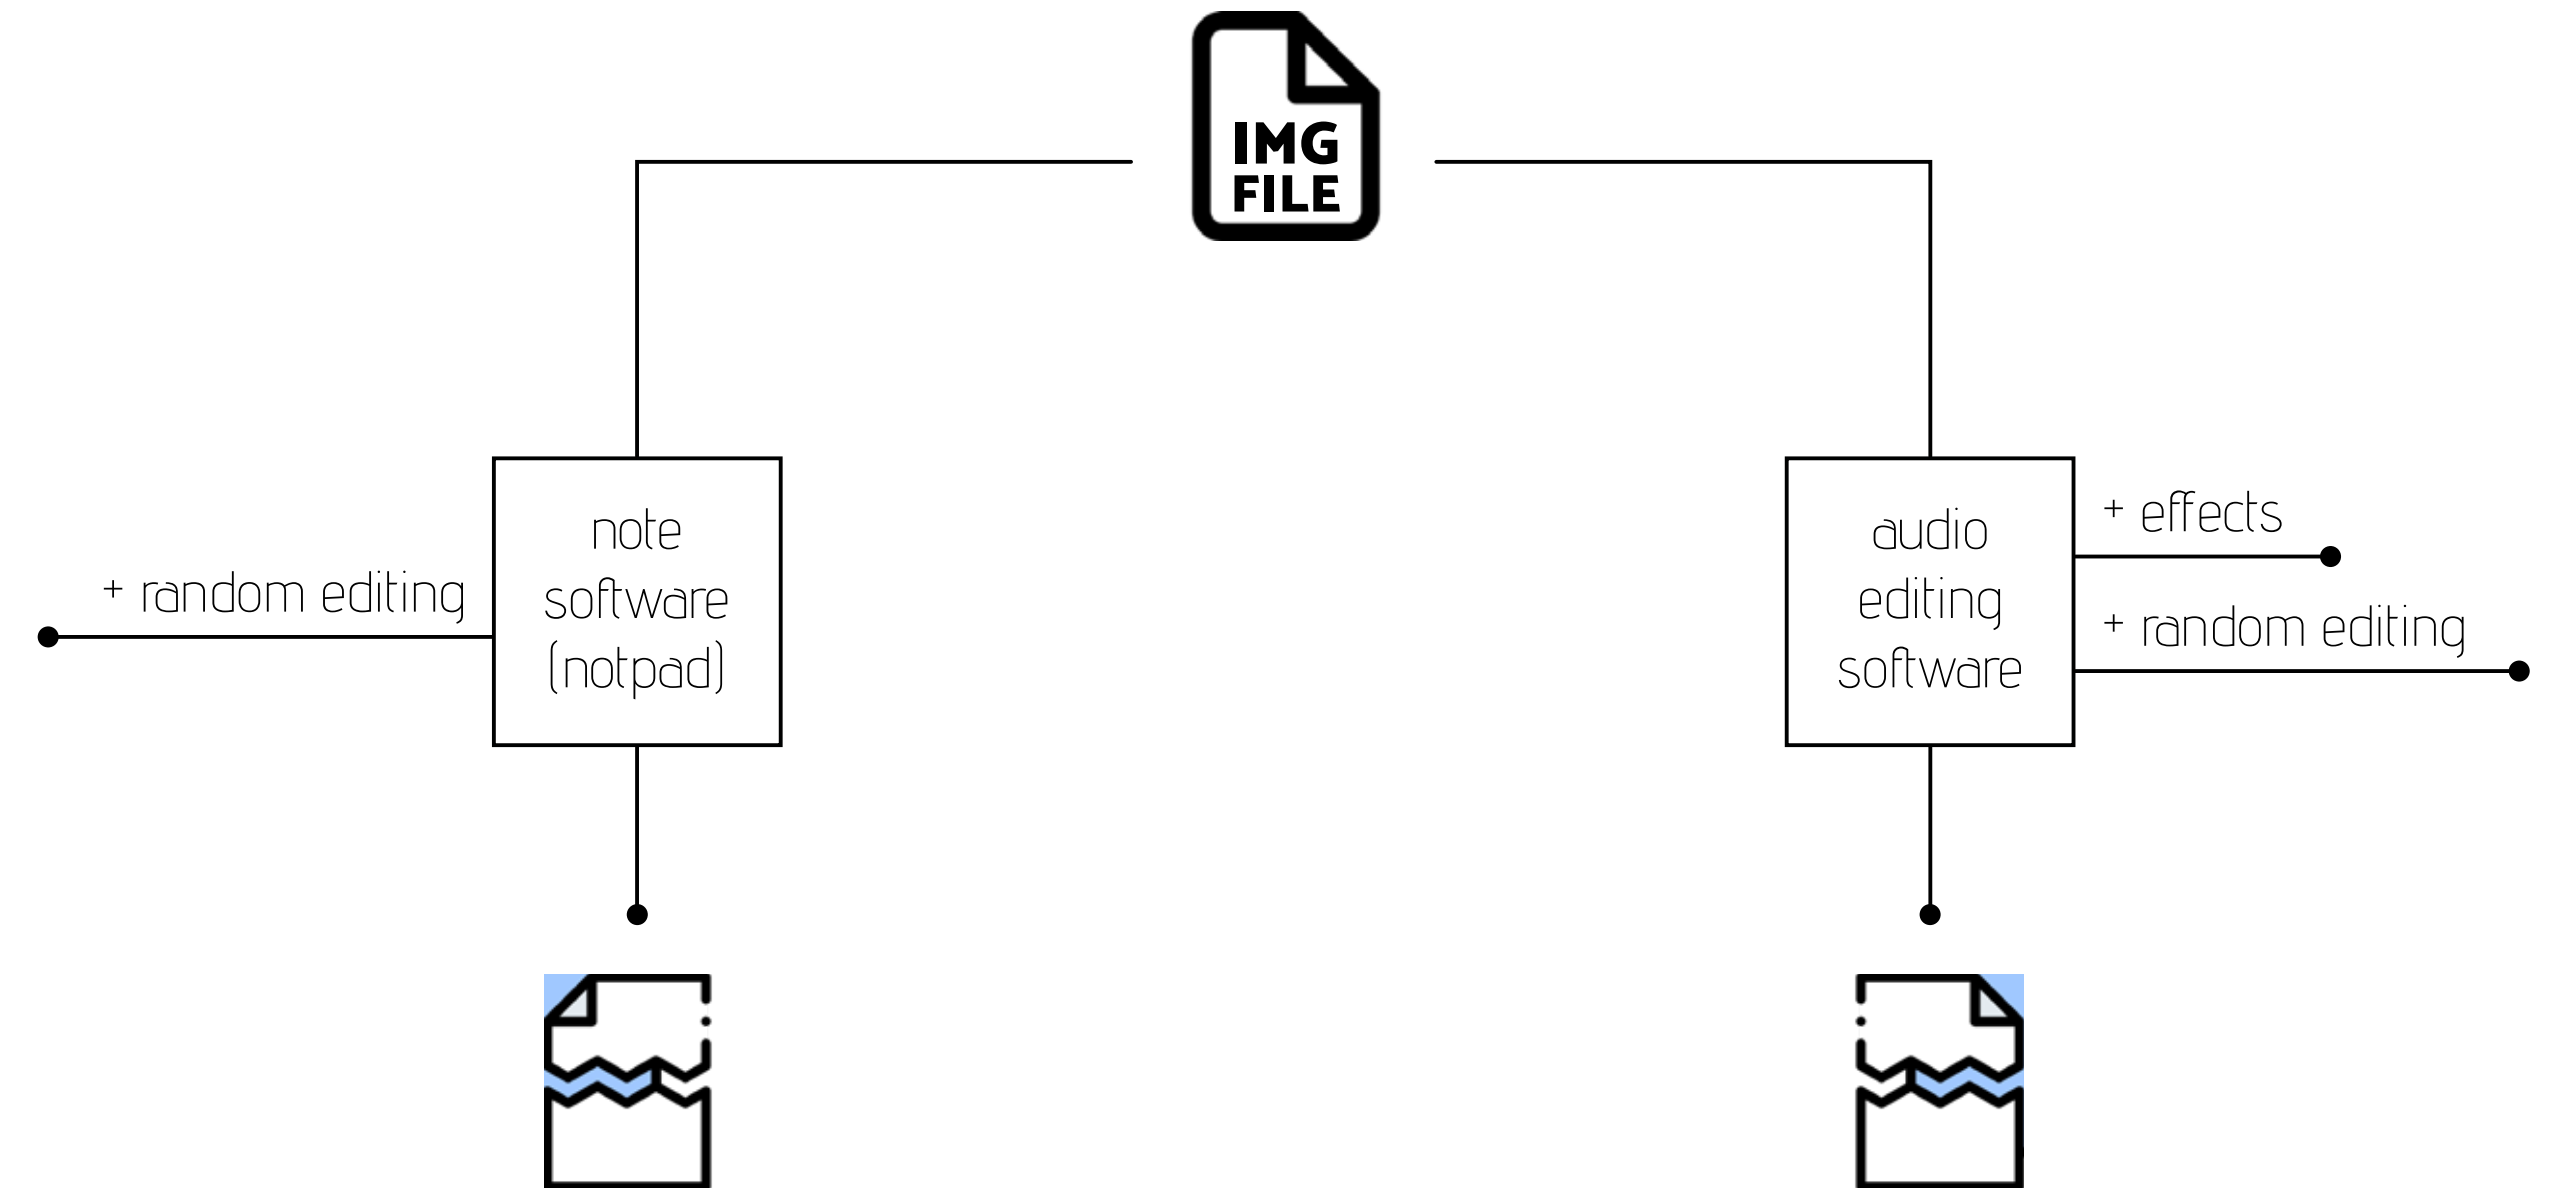 IMG
FILE
note
software
(notpad)
+ random editing
audio
editing
software
+ effects
+ random editing